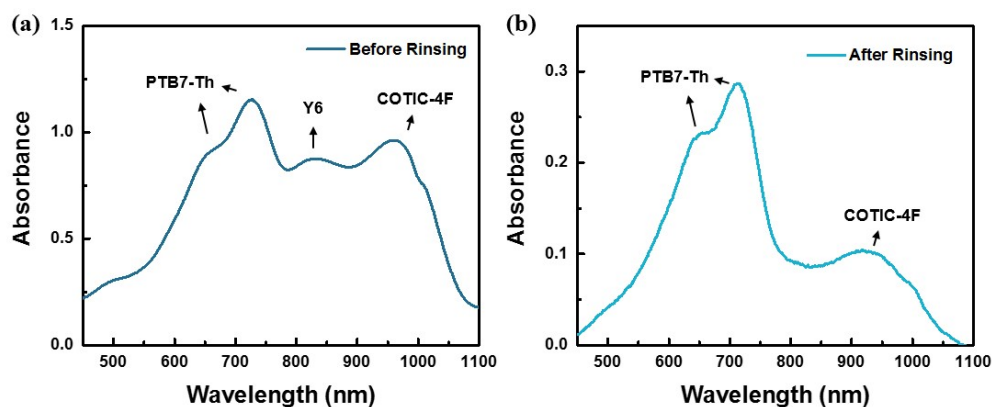 (a)
Before Rinsing
PTB7-Th
Y6
COTIC-4F
Absorbance
1.5
1.0
0.5
0.0
500 600 700 800 900 1000 1100
Wavelength (nm)
(b)
After Rinsing
PTB7-Th
COTIC-4F
Absorbance
0.3
0.2
0.1
0.0
500 600 700 800 900 1000 1100
Wavelength (nm)